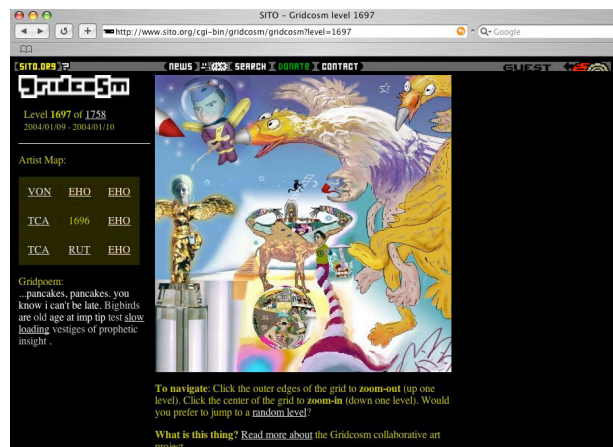 SITO - Gridcosm level 1697
http://www.sito.org/cgi-bin/gridcosm/gridcosm?level=1697
Google
[SITO.ORG]
NEWS
SEARCH
DONATE
CONTACT
GUEST
gridcosm
Level 1697 of 1758
2004/01/09 - 2004/01/10
Artist Map:
VON EHO EHO
TCA 1696 EHO
TCA RUT EHO
Gridpoem:
...pancakes, pancakes. you
know i can't be late. Bigbirds
are old age at imp tip test slow
loading vestiges of prophetic
insight .
To navigate: Click the outer edges of the grid to zoom-out (up one
level). Click the center of the grid to zoom-in (down one level). Would
you prefer to jump to a random level?
What is this thing? Read more about the Gridcosm collaborative art
project.